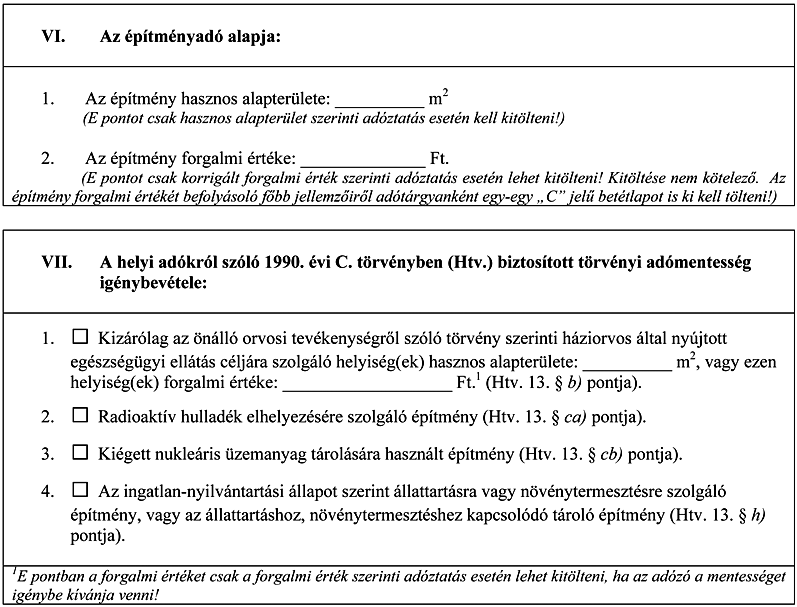 VI. Az építményadó alapja:
1. Az építmény hasznos alapterülete: __________ m²
(E pontot csak hasznos alapterület szerinti adóztatás esetén kell kitölteni!)
2. Az építmény forgalmi értéke: ______________ Ft.
(E pontot csak korrigált forgalmi érték szerinti adóztatás esetén lehet kitölteni! Kitöltése nem kötelező. Az
építmény forgalmi értékét befolyásoló főbb jellemzőiről adótárgyanként egy-egy „C” jelű betétlapot is ki kell tölteni!)
VII. A helyi adókról szóló 1990. évi C. törvényben (Htv.) biztosított törvényi adómentesség
igénybevétele:
1. ☐ Kizárólag az önálló orvosi tevékenységről szóló törvény szerinti háziorvos által nyújtott
egészségügyi ellátás céljára szolgáló helyiség(ek) hasznos alapterülete: __________ m², vagy ezen
helyiség(ek) forgalmi értéke: ___________________ Ft.¹ (Htv. 13. § b) pontja).
2. ☐ Radioaktív hulladék elhelyezésére szolgáló építmény (Htv. 13. § ca) pontja).
3. ☐ Kiégett nukleáris üzemanyag tárolására használt építmény (Htv. 13. § cb) pontja).
4. ☐ Az ingatlan-nyilvántartási állapot szerint állattartásra vagy növénytermesztésre szolgáló
építmény, vagy az állattartáshoz, növénytermesztéshez kapcsolódó tároló építmény (Htv. 13. § h)
pontja).
¹E pontban a forgalmi értéket csak a forgalmi érték szerinti adóztatás esetén lehet kitölteni, ha az adózó a mentességet
igénybe kívánja venni!